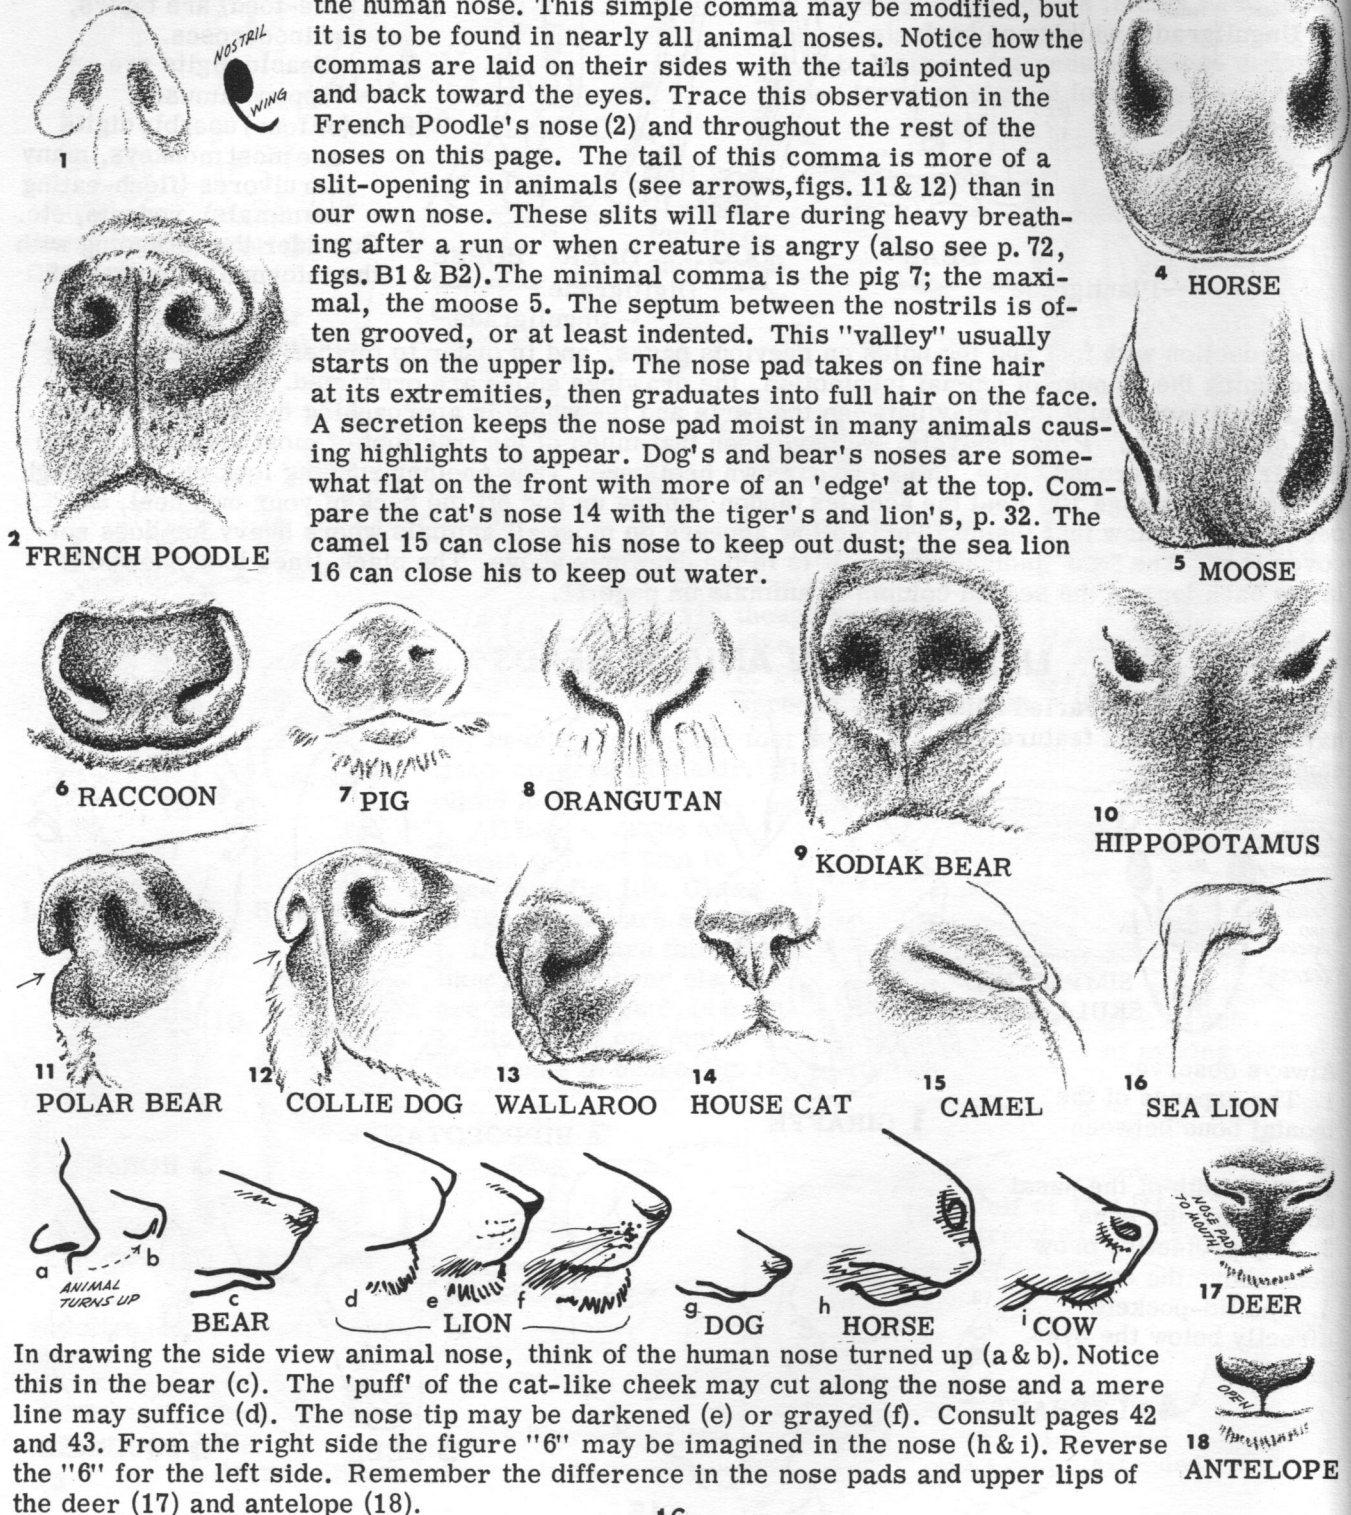 the human nose. This simple comma may be modified, but
it is to be found in nearly all animal noses. Notice how the
commas are laid on their sides with the tails pointed up
and back toward the eyes. Trace this observation in the
French Poodle's nose (2) and throughout the rest of the
noses on this page. The tail of this comma is more of a
slit-opening in animals (see arrows, figs. 11 & 12) than in
our own nose. These slits will flare during heavy breath-
ing after a run or when creature is angry (also see p. 72,
figs. B1 & B2). The minimal comma is the pig 7; the maxi-
mal, the moose 5. The septum between the nostrils is of-
ten grooved, or at least indented. This "valley" usually
starts on the upper lip. The nose pad takes on fine hair
at its extremities, then graduates into full hair on the face.
A secretion keeps the nose pad moist in many animals caus-
ing highlights to appear. Dog's and bear's noses are some-
what flat on the front with more of an 'edge' at the top. Com-
pare the cat's nose 14 with the tiger's and lion's, p. 32. The
camel 15 can close his nose to keep out dust; the sea lion
16 can close his to keep out water.
NOSTRIL
WING
1
2 FRENCH POODLE
4 HORSE
5 MOOSE
6 RACCOON
7 PIG
8 ORANGUTAN
9 KODIAK BEAR
10
HIPPOPOTAMUS
11
POLAR BEAR
12
COLLIE DOG
13
WALLAROO
14
HOUSE CAT
15
CAMEL
16
SEA LION
a
b
ANIMAL
TURNS UP
c
BEAR
d e f
LION
g DOG
h
HORSE
i COW
NOSE PAD
TO MOUTH
17 DEER
OPEN
18
ANTELOPE
In drawing the side view animal nose, think of the human nose turned up (a & b). Notice
this in the bear (c). The 'puff' of the cat-like cheek may cut along the nose and a mere
line may suffice (d). The nose tip may be darkened (e) or grayed (f). Consult pages 42
and 43. From the right side the figure "6" may be imagined in the nose (h & i). Reverse
the "6" for the left side. Remember the difference in the nose pads and upper lips of
the deer (17) and antelope (18).